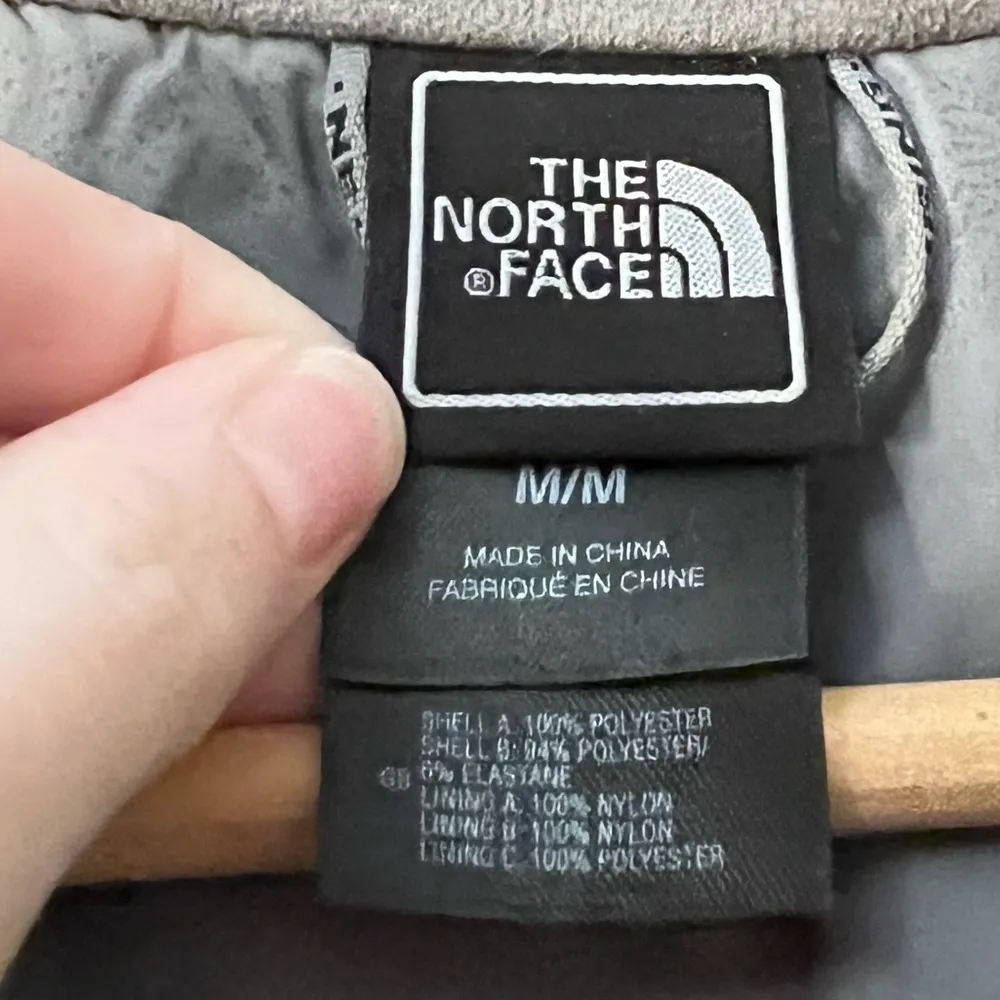 THE
NORTH
® FACE
M/M
MADE IN CHINA
FABRIQUÉ EN CHINE
SHELL A: 100% POLYESTER
SHELL B: 94% POLYESTER/
GB 6% ELASTANE
LINING A: 100% NYLON
LINING B: 100% NYLON
LINING C: 100% POLYESTER